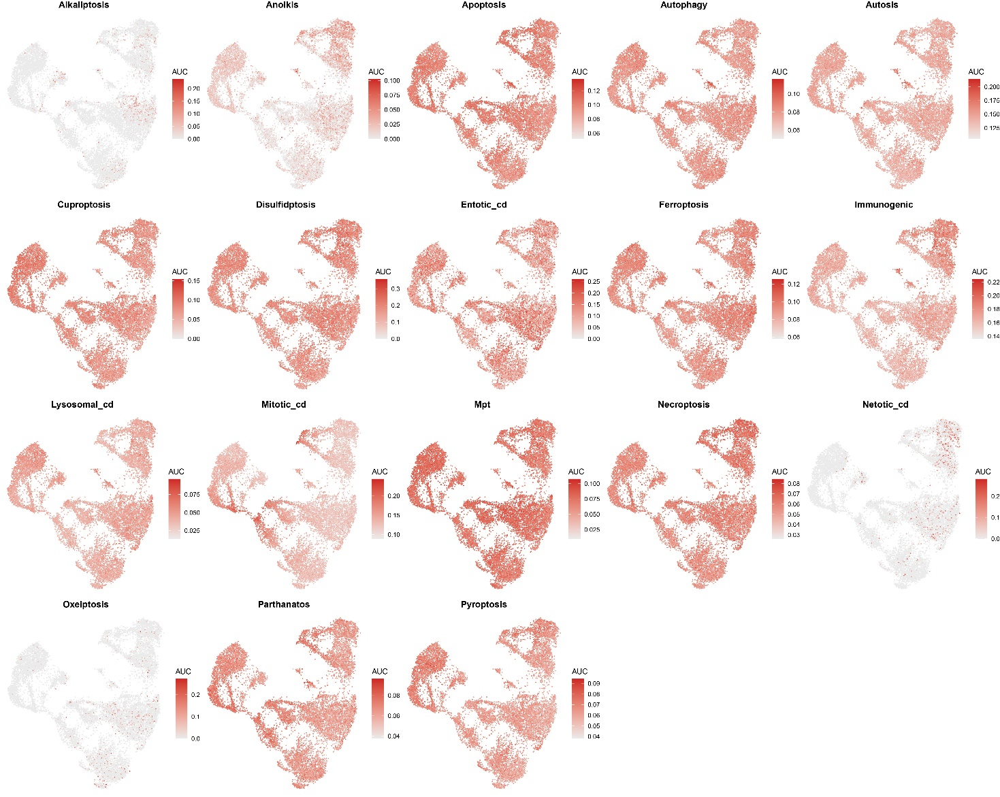 Alkaliptosis
Anoikis
Apoptosis
Autophagy
Autosis
AUC
0.20
0.15
0.10
0.05
0.00
AUC
0.100
0.075
0.050
0.025
0.000
AUC
0.12
0.10
0.08
0.06
AUC
0.10
0.08
0.06
AUC
0.200
0.175
0.150
0.125
Cuproptosis
Disulfidptosis
Entotic_cd
Ferroptosis
Immunogenic
AUC
0.15
0.10
0.05
0.00
AUC
0.3
0.2
0.1
0.0
AUC
0.25
0.20
0.15
0.10
0.05
0.00
AUC
0.12
0.10
0.08
0.06
AUC
0.22
0.20
0.18
0.16
0.14
Lysosomal_cd
Mitotic_cd
Mpt
Necroptosis
Netotic_cd
AUC
0.075
0.050
0.025
AUC
0.20
0.15
0.10
AUC
0.100
0.075
0.050
0.025
AUC
0.08
0.07
0.06
0.05
0.04
0.03
AUC
0.2
0.1
0.0
Oxeiptosis
Parthanatos
Pyroptosis
AUC
0.2
0.1
0.0
AUC
0.08
0.06
0.04
AUC
0.09
0.08
0.07
0.06
0.05
0.04